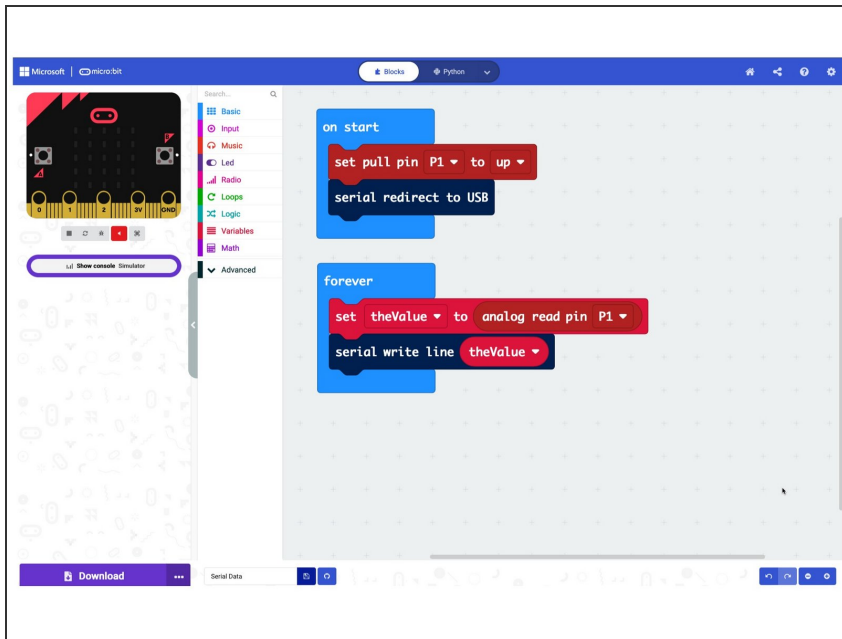 Microsoft | micro:bit
Blocks
Python
Search...
Basic
Input
Music
Led
Radio
Loops
Logic
Variables
Math
Advanced
A
B
0 1 2 3V GND
Show console Simulator
on start
set pull pin P1 to up
serial redirect to USB
forever
set theValue to analog read pin P1
serial write line theValue
Download
Serial Data